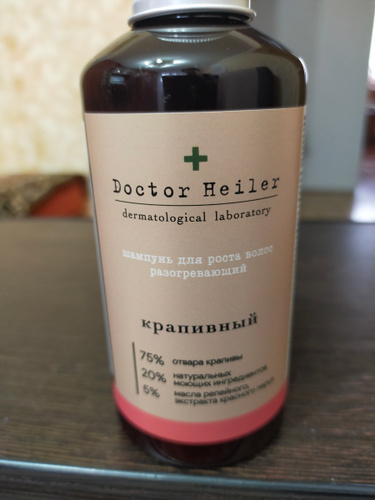 Doctor Heiler
dermatological laboratory
шампунь для роста волос
разогревающий
крапивный
75% отвара крапивы
20% натуральных
моющих ингредиентов
5% масла репейного,
экстракта красного перца